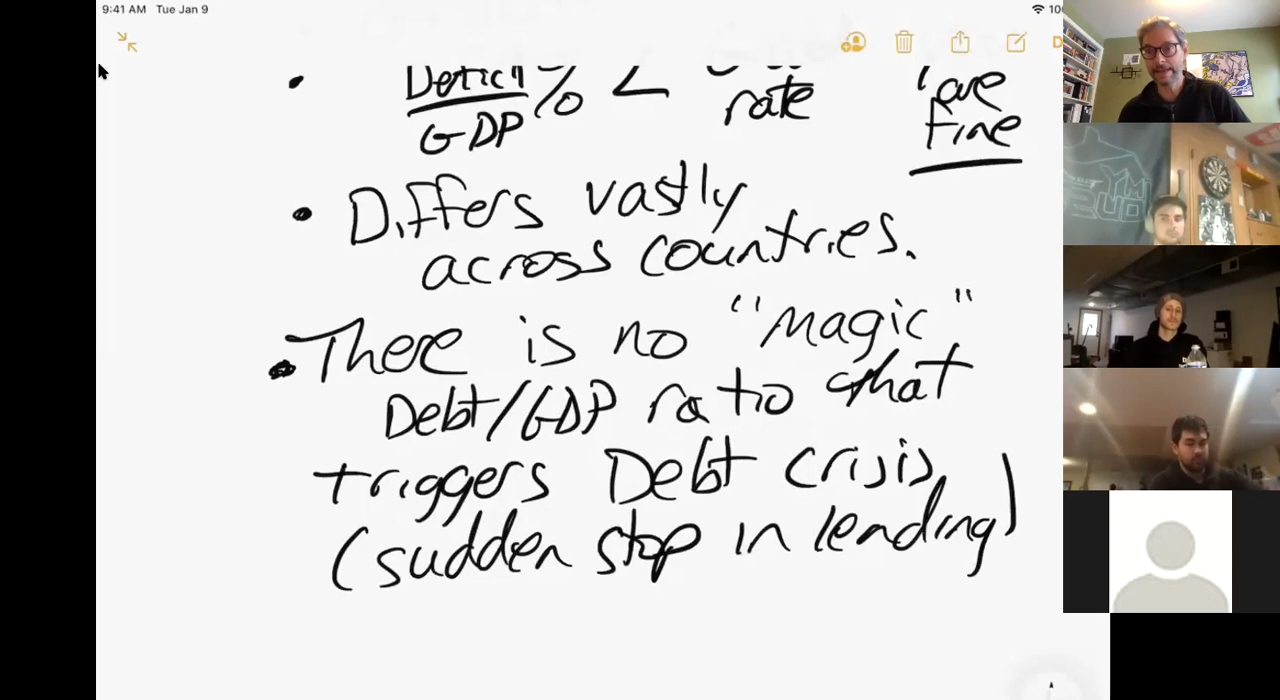 9:41 AM Tue Jan 9
Deficit % < rate
GDP
are
fine
• Differs vastly
across countries.
• There is no "magic"
Debt/GDP ratio that
triggers Debt crisis
(sudden stop in lending)